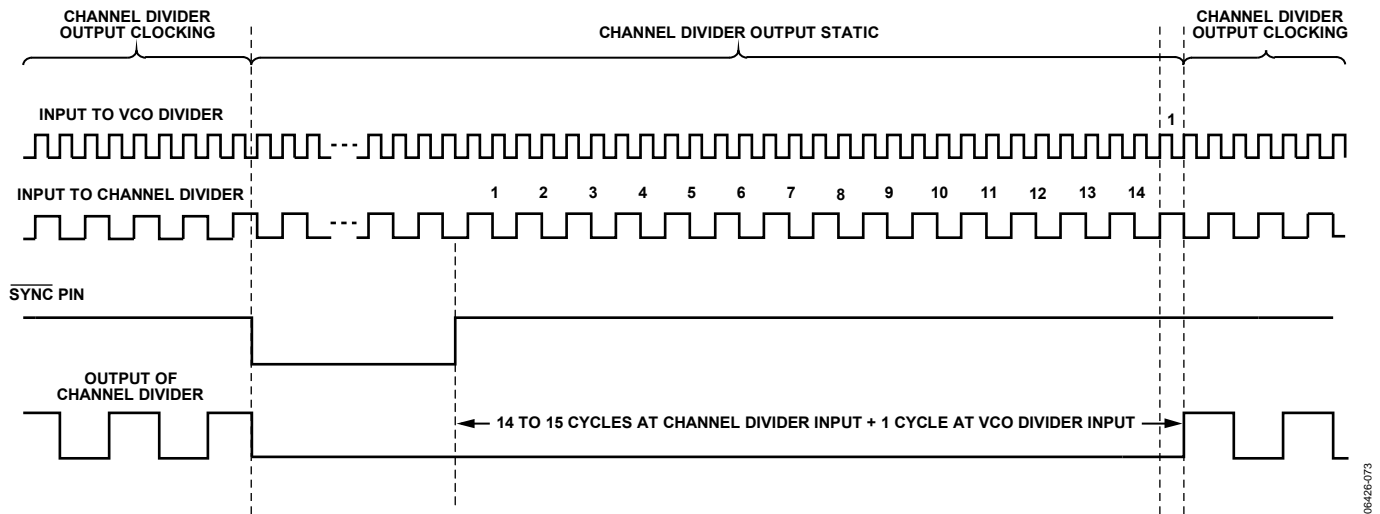 CHANNEL DIVIDER
OUTPUT CLOCKING
CHANNEL DIVIDER OUTPUT STATIC
CHANNEL DIVIDER
OUTPUT CLOCKING
INPUT TO VCO DIVIDER
1
INPUT TO CHANNEL DIVIDER
1 2 3 4 5 6 7 8 9 10 11 12 13 14
SYNC PIN
OUTPUT OF
CHANNEL DIVIDER
14 TO 15 CYCLES AT CHANNEL DIVIDER INPUT + 1 CYCLE AT VCO DIVIDER INPUT
06426-073